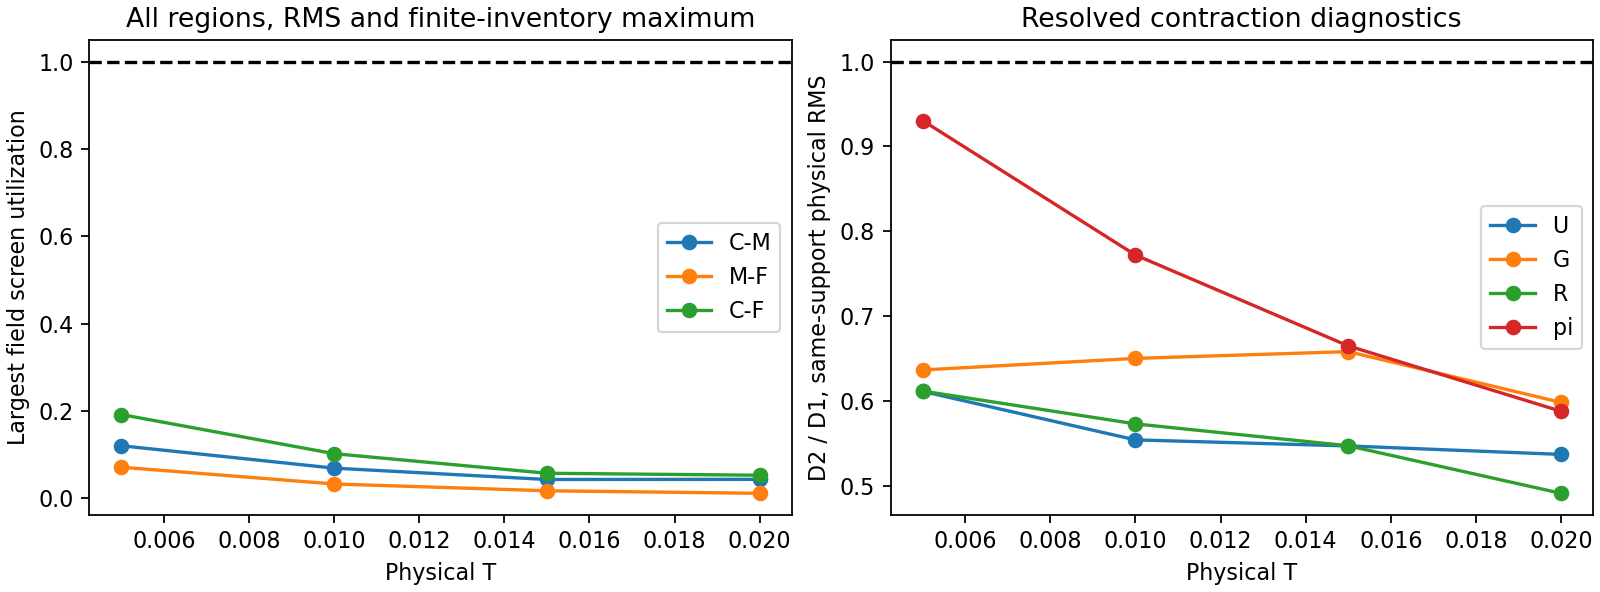 All regions, RMS and finite-inventory maximum
Largest field screen utilization
1.0
0.8
0.6
0.4
0.2
0.0
C-M
M-F
C-F
0.006 0.008 0.010 0.012 0.014 0.016 0.018 0.020
Physical T
Resolved contraction diagnostics
D2 / D1, same-support physical RMS
1.0
0.9
0.8
0.7
0.6
0.5
U
G
R
pi
0.006 0.008 0.010 0.012 0.014 0.016 0.018 0.020
Physical T